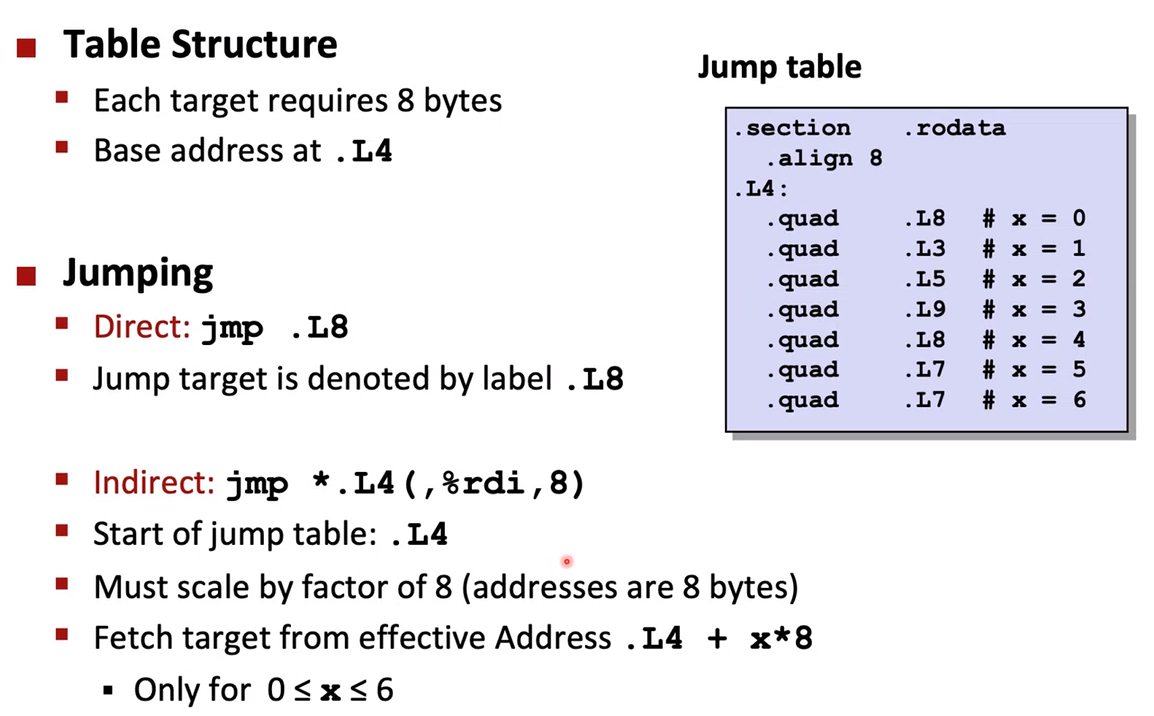 Table Structure
Each target requires 8 bytes
Base address at .L4
Jumping
Direct: jmp .L8
Jump target is denoted by label .L8
Indirect: jmp *.L4(,%rdi,8)
Start of jump table: .L4
Must scale by factor of 8 (addresses are 8 bytes)
Fetch target from effective Address .L4 + x*8
Only for 0 ≤ x ≤ 6
Jump table
.section .rodata
.align 8
.L4:
.quad .L8 # x = 0
.quad .L3 # x = 1
.quad .L5 # x = 2
.quad .L9 # x = 3
.quad .L8 # x = 4
.quad .L7 # x = 5
.quad .L7 # x = 6